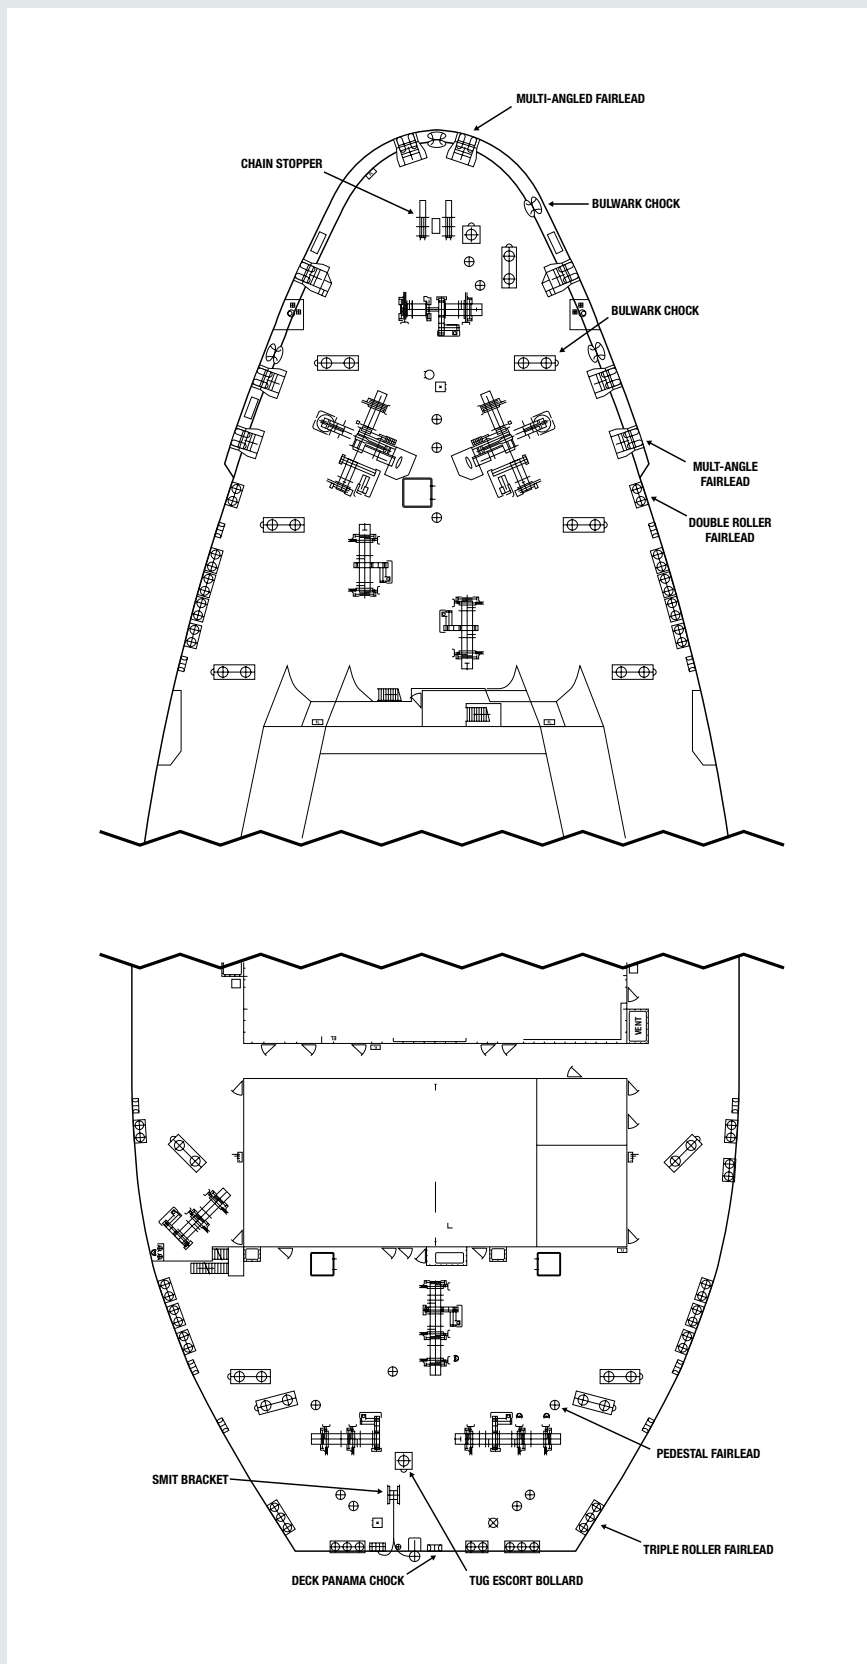 MULTI-ANGLED FAIRLEAD
CHAIN STOPPER
BULWARK CHOCK
BULWARK CHOCK
MULT-ANGLE
FAIRLEAD
DOUBLE ROLLER
FAIRLEAD
VENT
PEDESTAL FAIRLEAD
SMIT BRACKET
TRIPLE ROLLER FAIRLEAD
DECK PANAMA CHOCK
TUG ESCORT BOLLARD